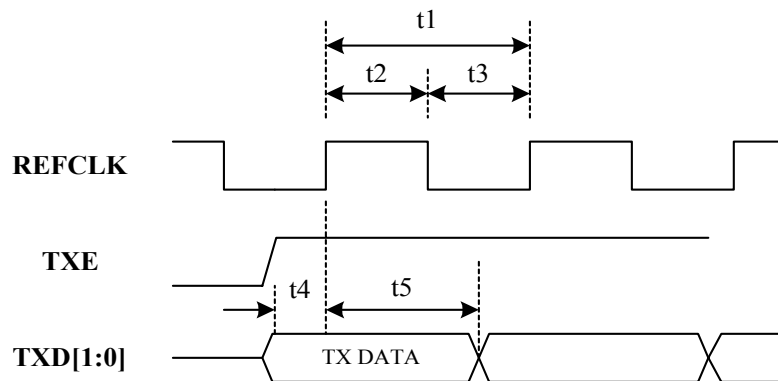 t1
t2 t3
REFCLK
TXE
t4 t5
TXD[1:0] TX DATA